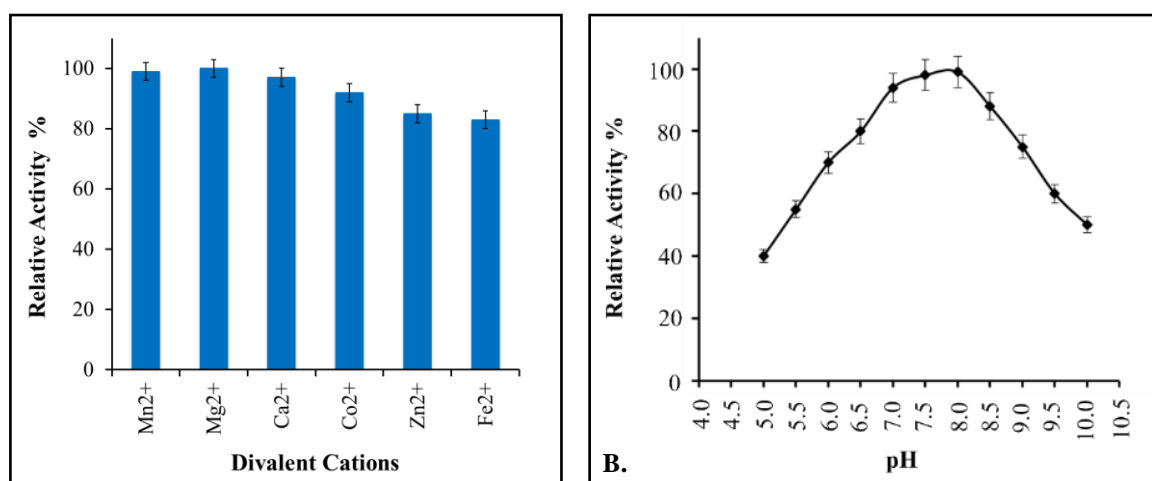 Relative Activity %
100
80
60
40
20
0
Mn2+
Mg2+
Ca2+
Co2+
Zn2+
Fe2+
Divalent Cations
Relative Activity %
100
80
60
40
20
0
4.0
4.5
5.0
5.5
6.0
6.5
7.0
7.5
8.0
8.5
9.0
9.5
10.0
10.5
B.
pH